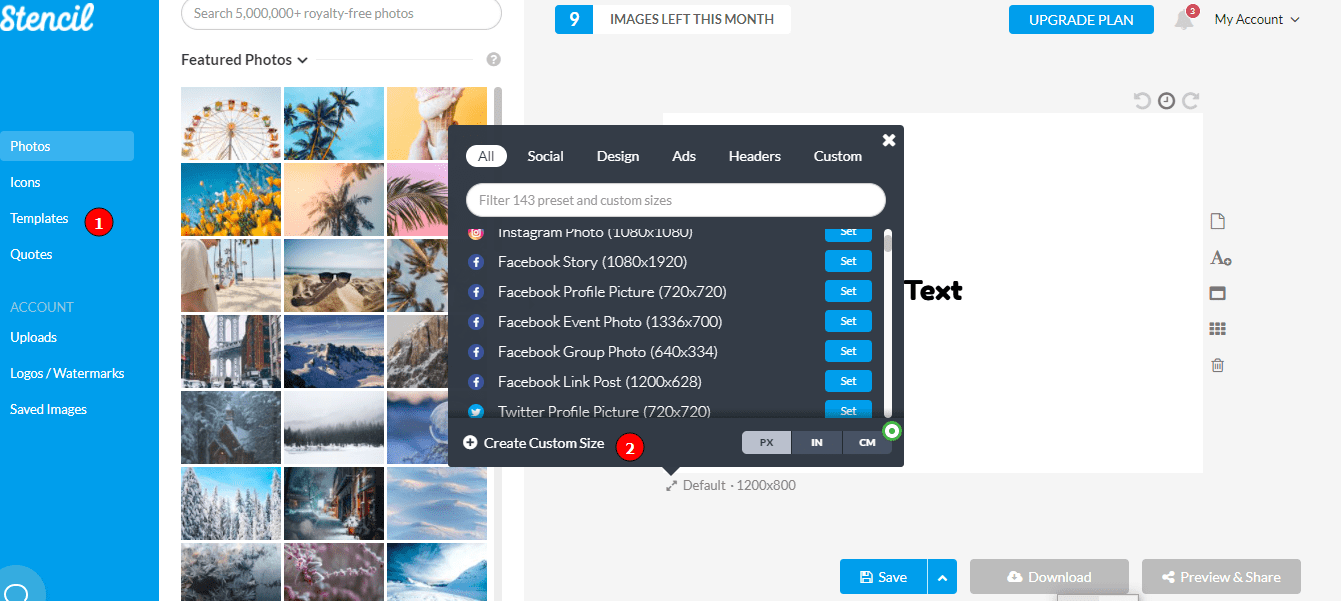 Stencil
Search 5,000,000+ royalty-free photos
9 IMAGES LEFT THIS MONTH
UPGRADE PLAN
3
My Account
Featured Photos
?
Photos
Icons
Templates 1
Quotes
ACCOUNT
Uploads
Logos / Watermarks
Saved Images
All Social Design Ads Headers Custom
Filter 143 preset and custom sizes
Instagram Photo (1080x1080) Set
Facebook Story (1080x1920) Set
Facebook Profile Picture (720x720) Set
Facebook Event Photo (1336x700) Set
Facebook Group Photo (640x334) Set
Facebook Link Post (1200x628) Set
Twitter Profile Picture (720x720) Set
Create Custom Size 2 PX IN CM
Text
A
Default · 1200x800
Save
Download
Preview & Share